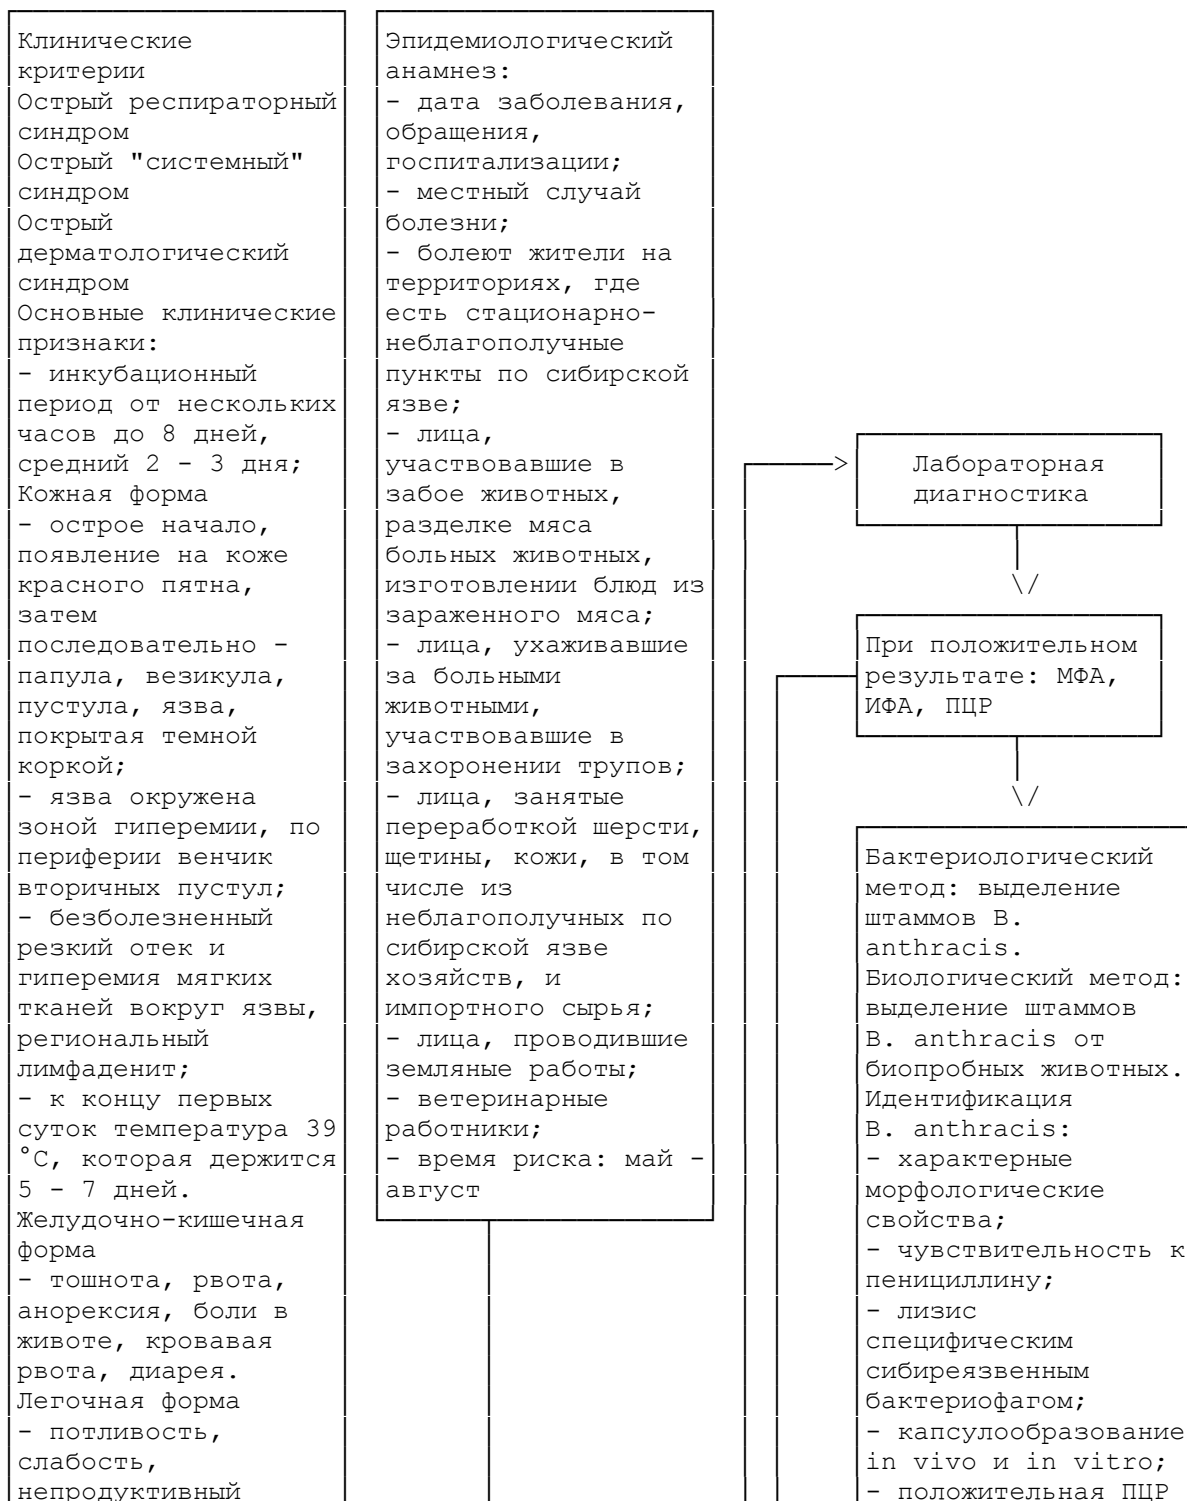 Клинические
критерии
Острый респираторный
синдром
Острый "системный"
синдром
Острый
дерматологический
синдром
Основные клинические
признаки:
- инкубационный
период от нескольких
часов до 8 дней,
средний 2 - 3 дня;
Кожная форма
- острое начало,
появление на коже
красного пятна,
затем
последовательно -
папула, везикула,
пустула, язва,
покрытая темной
коркой;
- язва окружена
зоной гиперемии, по
периферии венчик
вторичных пустул;
- безболезненный
резкий отек и
гиперемия мягких
тканей вокруг язвы,
региональный
лимфаденит;
- к концу первых
суток температура 39
°C, которая держится
5 - 7 дней.
Желудочно-кишечная
форма
- тошнота, рвота,
анорексия, боли в
животе, кровавая
рвота, диарея.
Легочная форма
- потливость,
слабость,
непродуктивный
Эпидемиологический
анамнез:
- дата заболевания,
обращения,
госпитализации;
- местный случай
болезни;
- болеют жители на
территориях, где
есть стационарно-
неблагополучные
пункты по сибирской
язве;
- лица,
участвовавшие в
забое животных,
разделке мяса
больных животных,
изготовлении блюд из
зараженного мяса;
- лица, ухаживавшие
за больными
животными,
участвовавшие в
захоронении трупов;
- лица, занятые
переработкой шерсти,
щетины, кожи, в том
числе из
неблагополучных по
сибирской язве
хозяйств, и
импортного сырья;
- лица, проводившие
земляные работы;
- ветеринарные
работники;
- время риска: май -
август
Лабораторная
диагностика
При положительном
результате: МФА,
ИФА, ПЦР
Бактериологический
метод: выделение
штаммов B.
anthracis.
Биологический метод:
выделение штаммов
B. anthracis от
биопробных животных.
Идентификация
B. anthracis:
- характерные
морфологические
свойства;
- чувствительность к
пенициллину;
- лизис
специфическим
сибиреязвенным
бактериофагом;
- капсулообразование
in vivo и in vitro;
- положительная ПЦР